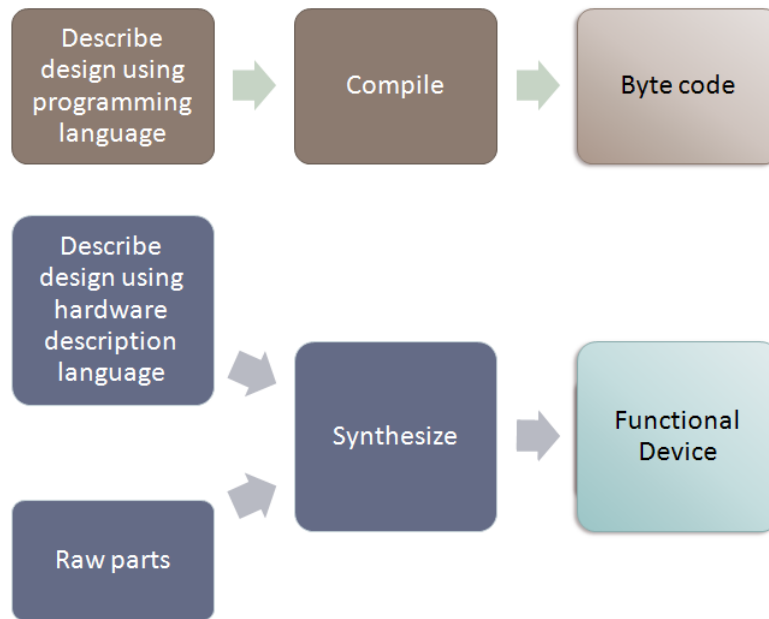 Describe
design using
programming
language
Compile
Byte code
Describe
design using
hardware
description
language
Synthesize
Functional
Device
Raw parts